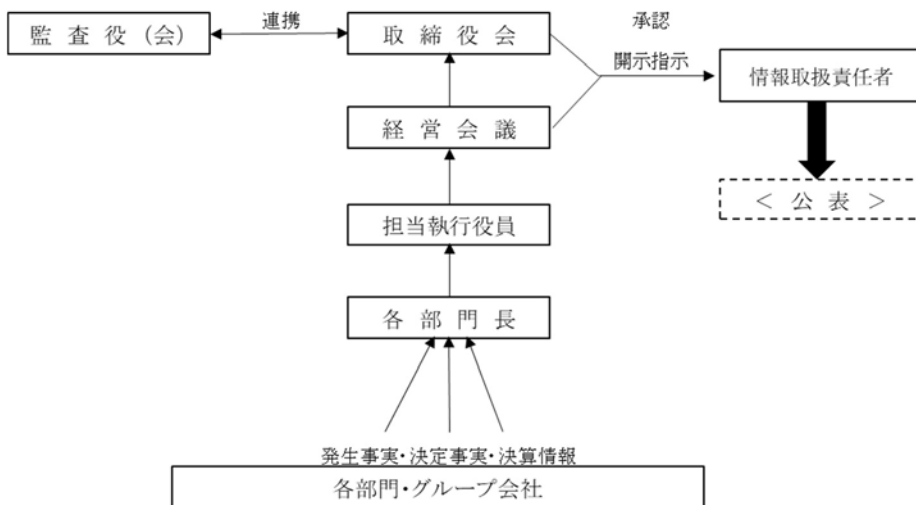 監査役(会)
連携
取締役会
承認
開示指示
情報取扱責任者
経営会議
<公表>
担当執行役員
各部門長
発生事実・決定事実・決算情報
各部門・グループ会社